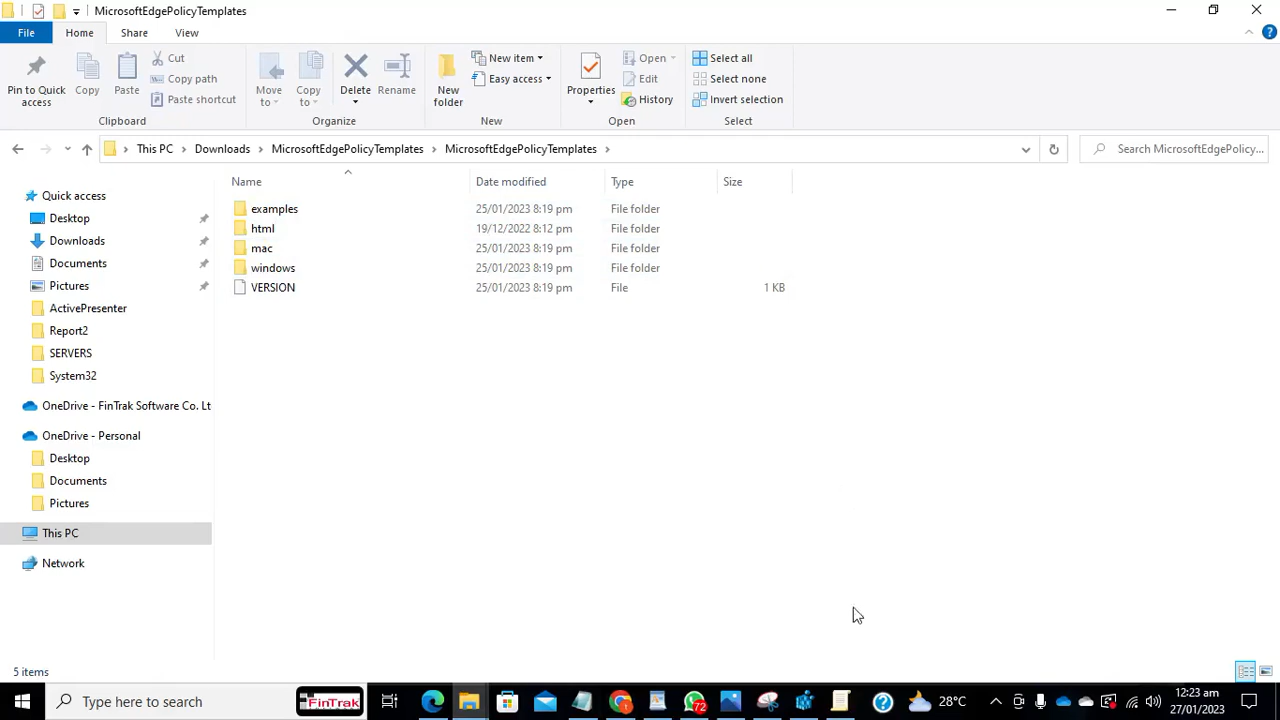 MicrosoftEdgePolicyTemplates
File Home Share View
Pin to Quick access
Copy
Paste
Cut
Copy path
Paste shortcut
Move to
Copy to
Delete
Rename
New folder
New item
Easy access
Properties
Open
Edit
History
Select all
Select none
Invert selection
Clipboard Organize New Open Select
This PC Downloads MicrosoftEdgePolicyTemplates MicrosoftEdgePolicyTemplates
Search MicrosoftEdgePolicy...
Name Date modified Type Size
examples 25/01/2023 8:19 pm File folder
html 19/12/2022 8:12 pm File folder
mac 25/01/2023 8:19 pm File folder
windows 25/01/2023 8:19 pm File folder
VERSION 25/01/2023 8:19 pm File 1 KB
Quick access
Desktop
Downloads
Documents
Pictures
ActivePresenter
Report2
SERVERS
System32
OneDrive - FinTrak Software Co. Lt
OneDrive - Personal
Desktop
Documents
Pictures
This PC
Network
5 items
Type here to search
FinTrak
72
28°C
12:23 am
27/01/2023